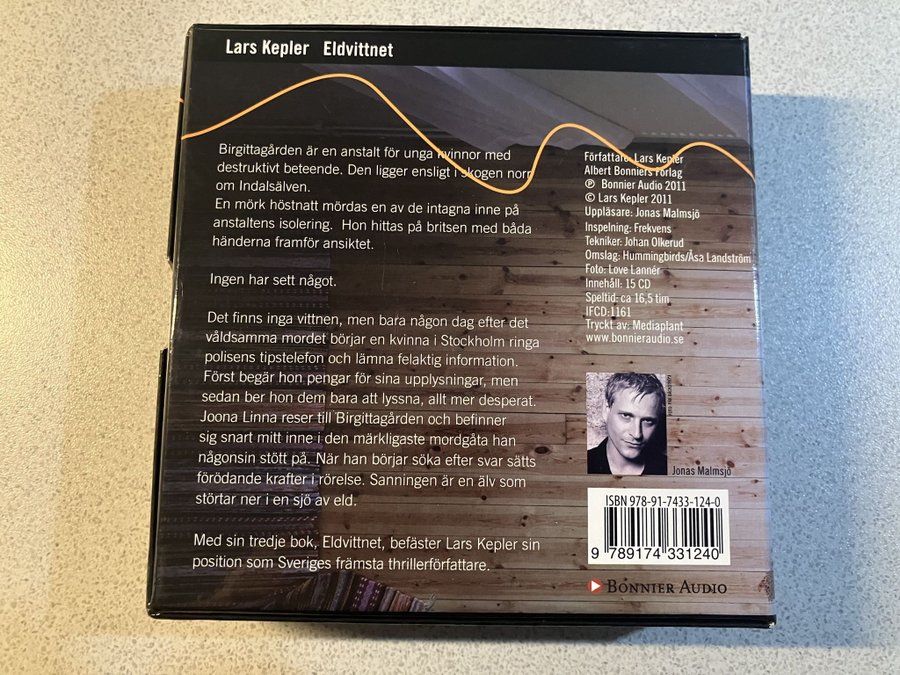 Lars Kepler Eldvittnet
Birgittagården är en anstalt för unga kvinnor med
destruktivt beteende. Den ligger ensligt i skogen norr
om Indalsälven.
En mörk höstnatt mördas en av de intagna inne på
anstaltens isolering. Hon hittas på britsen med båda
händerna framför ansiktet.
Ingen har sett något.
Det finns inga vittnen, men bara någon dag efter det
våldsamma mordet börjar en kvinna i Stockholm ringa
polisens tipstelefon och lämna felaktig information.
Först begär hon pengar för sina upplysningar, men
sedan ber hon dem bara att lyssna, allt mer desperat.
Joona Linna reser till Birgittagården och befinner
sig snart mitt inne i den märkligaste mordgåta han
någonsin stött på. När han börjar söka efter svar sätts
förödande krafter i rörelse. Sanningen är en älv som
störtar ner i en sjö av eld.
Med sin tredje bok, Eldvittnet, befäster Lars Kepler sin
position som Sveriges främsta thrillerförfattare.
Författare: Lars Kepler
Albert Bonniers Förlag
℗ Bonnier Audio 2011
© Lars Kepler 2011
Uppläsare: Jonas Malmsjö
Inspelning: Frekvens
Tekniker: Johan Olkerud
Omslag: Hummingbirds/Åsa Landström
Foto: Love Lannér
Innehåll: 15 CD
Speltid: ca 16,5 tim
IFCD:1161
Tryckt av: Mediaplant
www.bonnieraudio.se
Jonas Malmsjö
ISBN 978-91-7433-124-0
9 789174 331240
BONNIER AUDIO